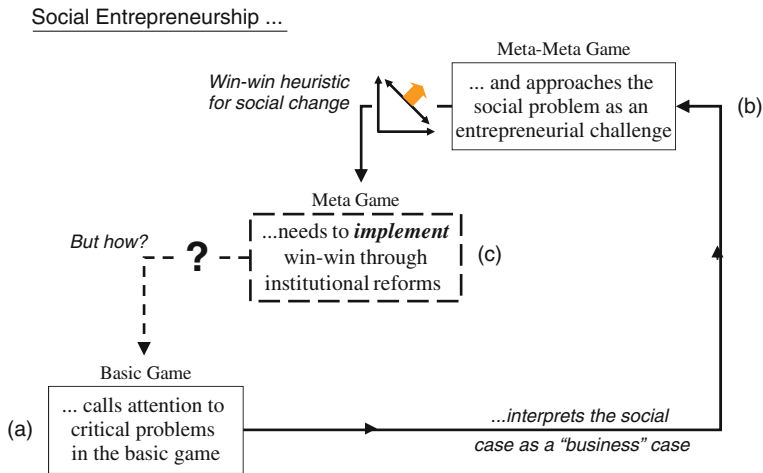 Social Entrepreneurship ...
Meta-Meta Game
Win-win heuristic
for social change
... and approaches the
social problem as an
entrepreneurial challenge
(b)
Meta Game
...needs to implement
win-win through
institutional reforms
(c)
But how?
?
Basic Game
(a)
... calls attention to
critical problems
in the basic game
...interprets the social
case as a “business” case